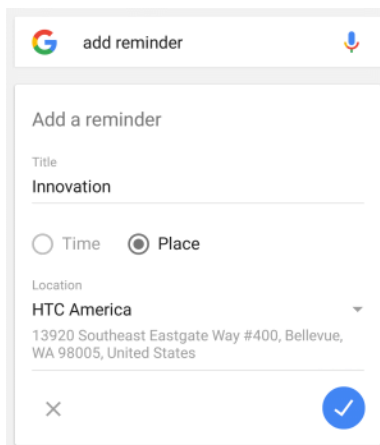 add reminder
Add a reminder
Title
Innovation
Time Place
Location
HTC America
13920 Southeast Eastgate Way #400, Bellevue,
WA 98005, United States